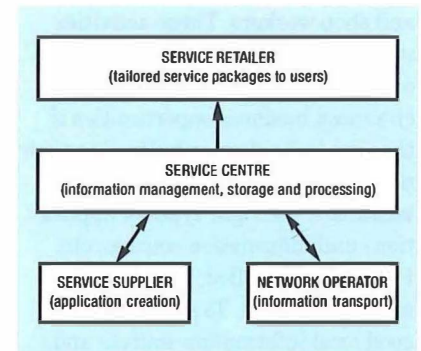 SERVICE RETAILER
(tailored service packages to users)
SERVICE CENTRE
(information management, storage and processing)
SERVICE SUPPLIER
(application creation)
NETWORK OPERATOR
(information transport)